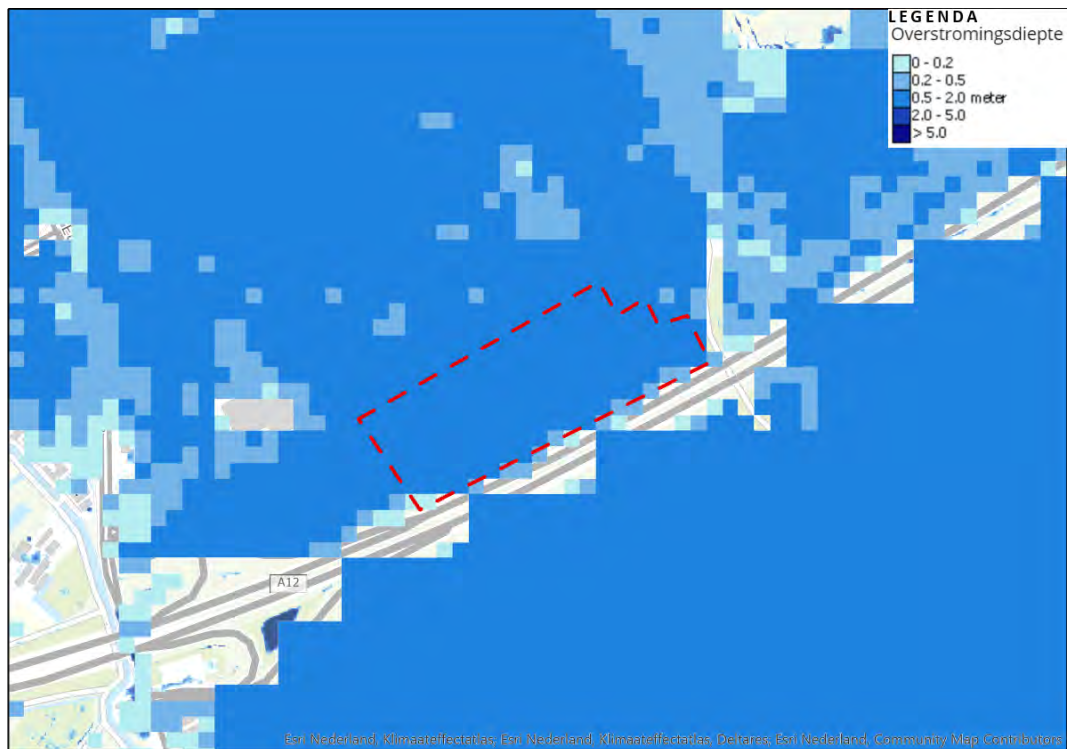 LEGENDA
Overstromingsdiepte
0 - 0.2
0.2 - 0.5
0.5 - 2.0 meter
2.0 - 5.0
> 5.0
A12
Esri Nederland, Klimaateffectatlas; Esri Nederland, Klimaateffectatlas, Deltares; Esri Nederland, Community Map Contributors